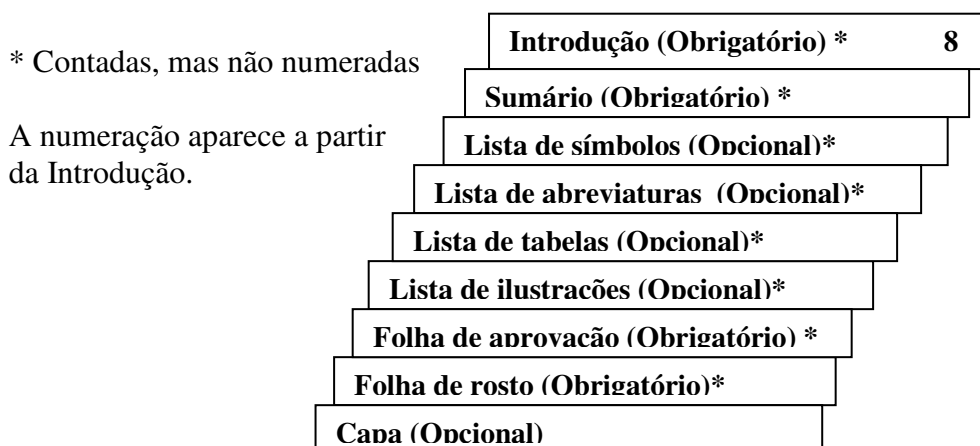 * Contadas, mas não numeradas
A numeração aparece a partir
da Introdução.
Introdução (Obrigatório) * 8
Sumário (Obrigatório) *
Lista de símbolos (Opcional)*
Lista de abreviaturas (Opcional)*
Lista de tabelas (Opcional)*
Lista de ilustrações (Opcional)*
Folha de aprovação (Obrigatório) *
Folha de rosto (Obrigatório)*
Capa (Opcional)